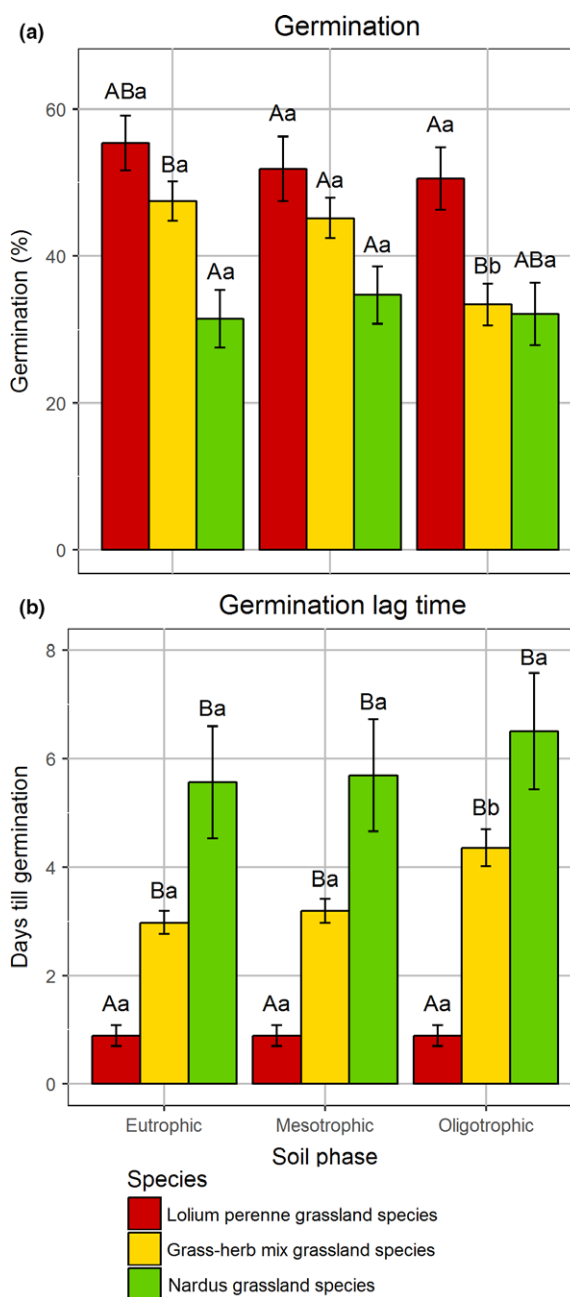 (a)
Germination
Germination (%)
60
40
20
0
ABa
Ba
Aa
Aa
Aa
Aa
Aa
Bb
ABa
(b)
Germination lag time
Days till germination
8
6
4
2
0
Aa
Ba
Ba
Aa
Ba
Ba
Aa
Bb
Ba
Eutrophic
Mesotrophic
Oligotrophic
Soil phase
Species
Lolium perenne grassland species
Grass-herb mix grassland species
Nardus grassland species